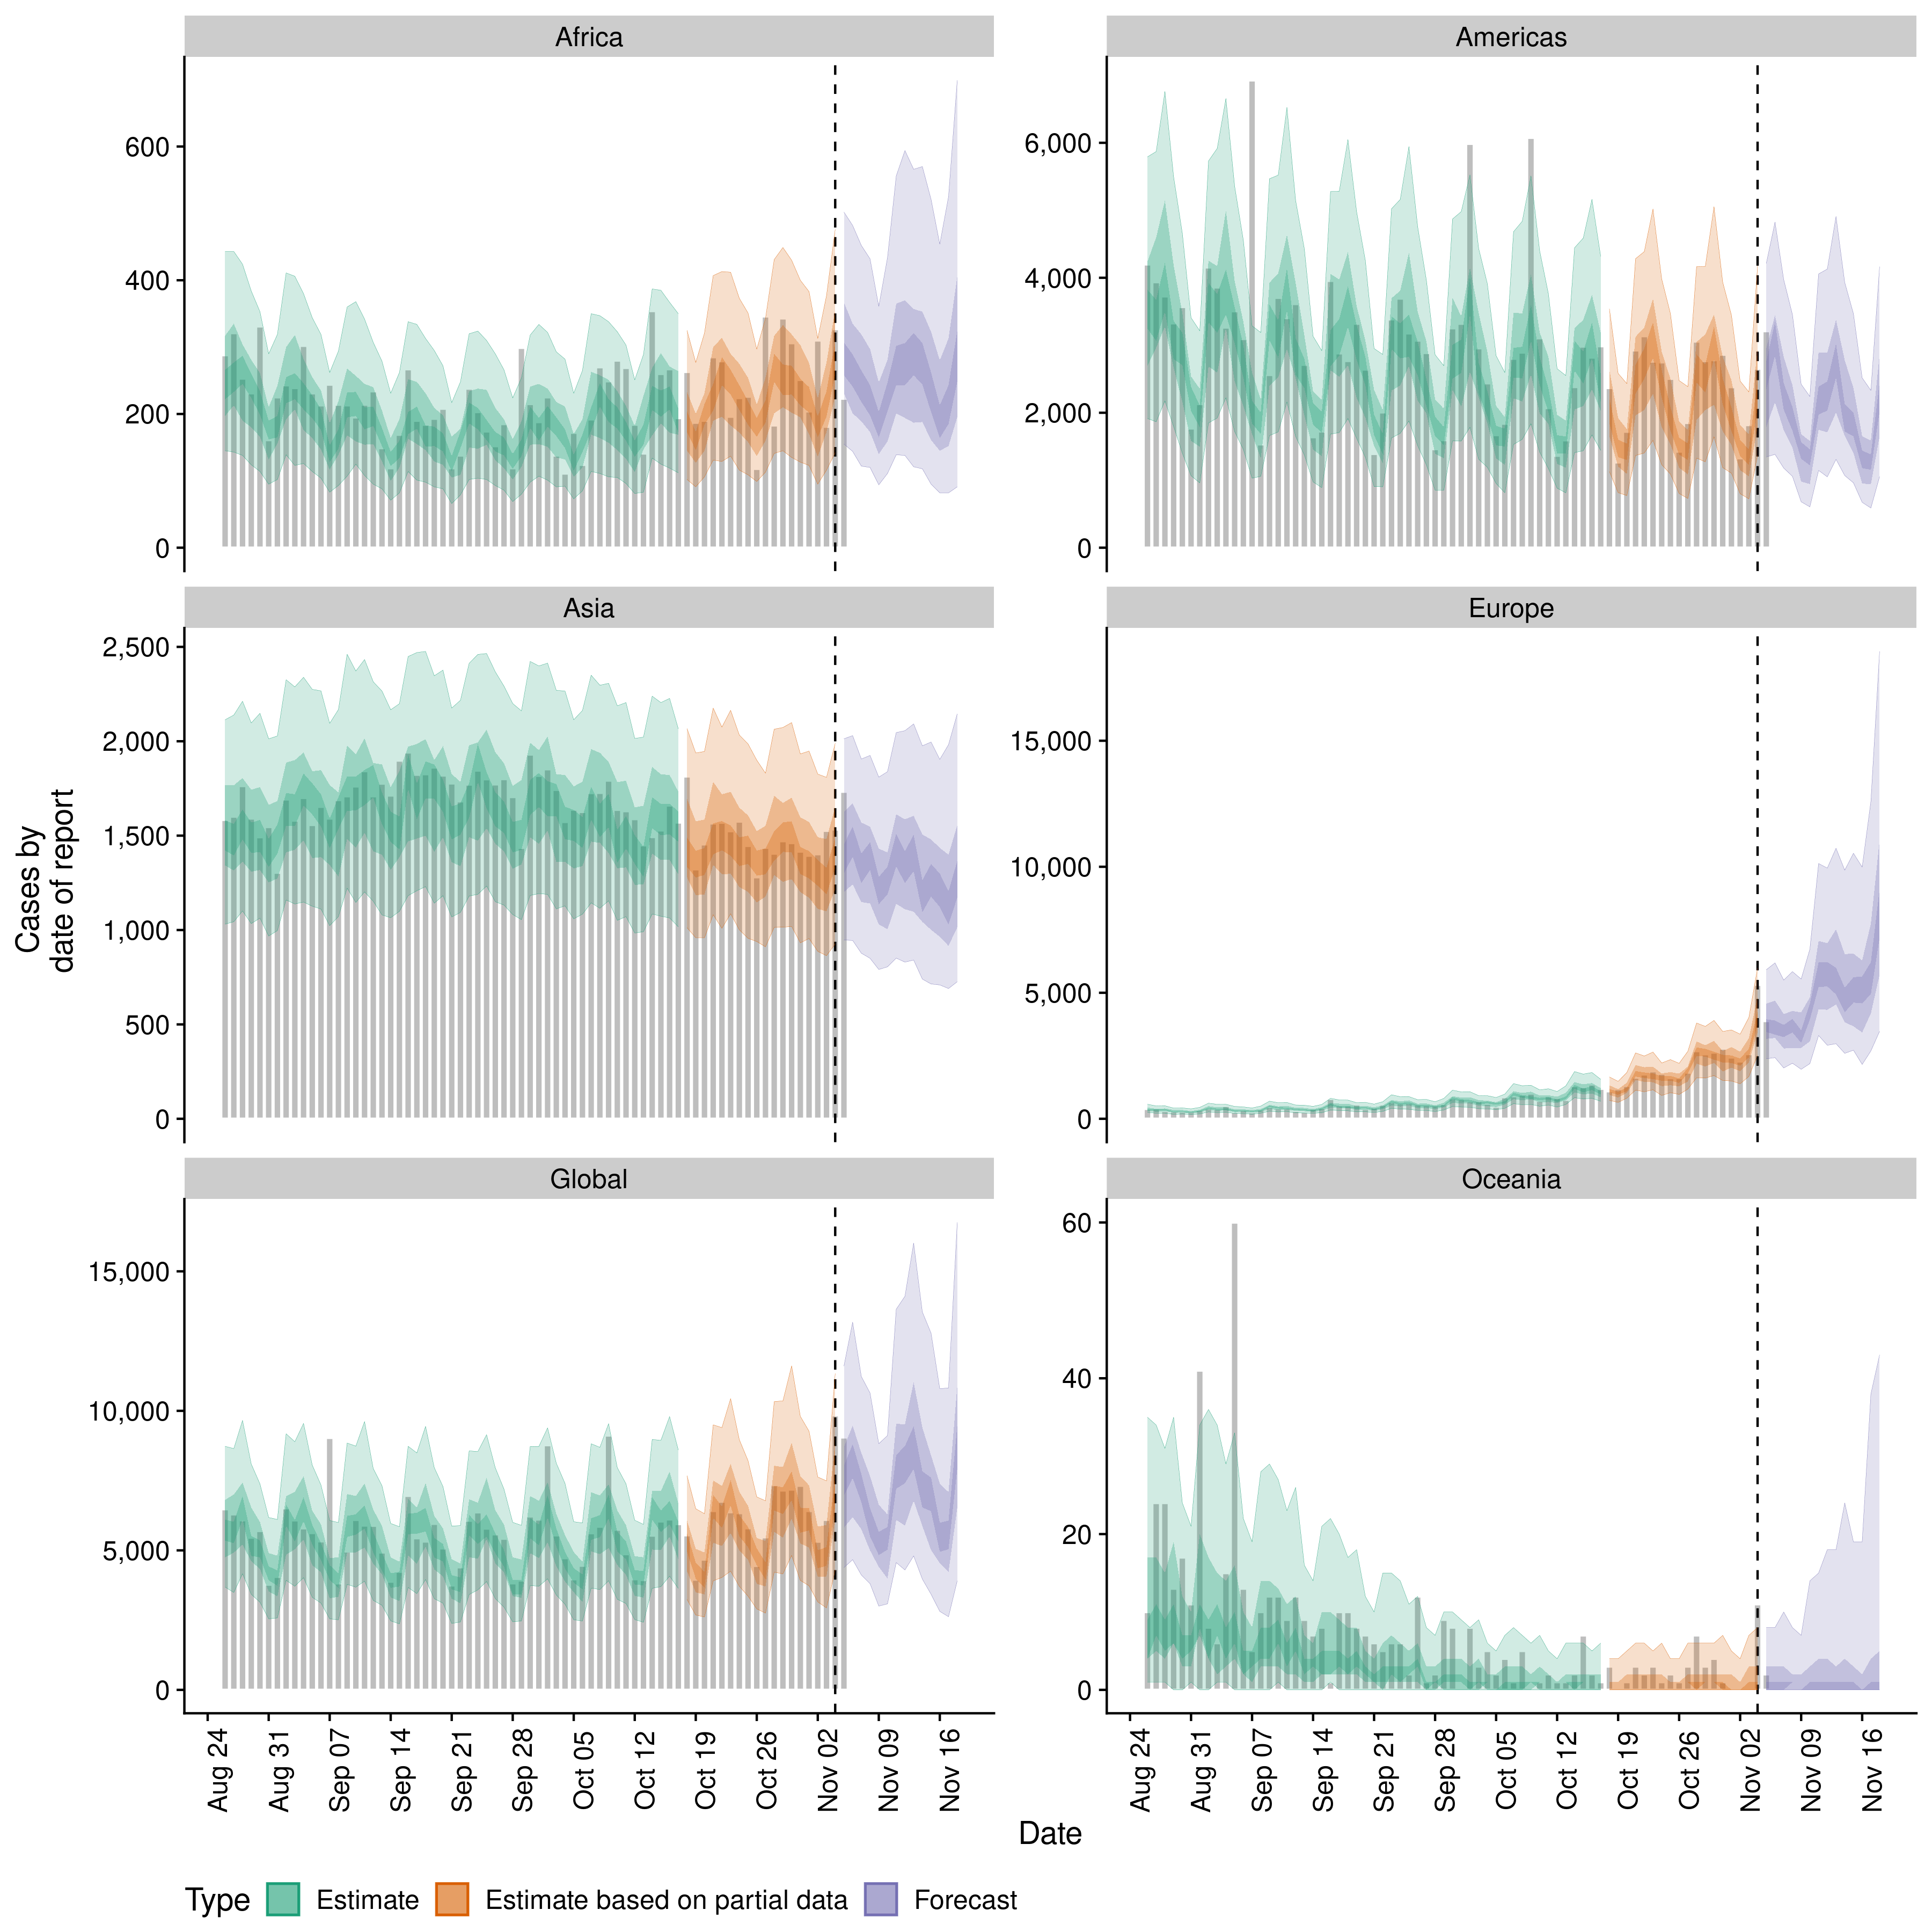 Africa
Americas
600
400
200
0
6,000
4,000
2,000
0
Asia
Europe
2,500
2,000
1,500
1,000
500
0
15,000
10,000
5,000
0
Cases by
date of report
Global
Oceania
15,000
10,000
5,000
0
60
40
20
0
Aug 24
Aug 31
Sep 07
Sep 14
Sep 21
Sep 28
Oct 05
Oct 12
Oct 19
Oct 26
Nov 02
Nov 09
Nov 16
Aug 24
Aug 31
Sep 07
Sep 14
Sep 21
Sep 28
Oct 05
Oct 12
Oct 19
Oct 26
Nov 02
Nov 09
Nov 16
Date
Type Estimate Estimate based on partial data Forecast